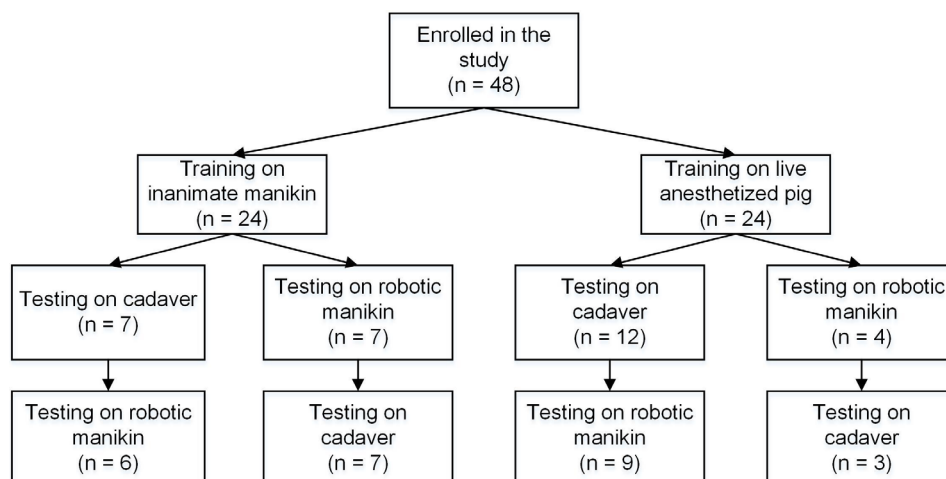 Enrolled in the
study
(n = 48)
Training on
inanimate manikin
(n = 24)
Training on live
anesthetized pig
(n = 24)
Testing on cadaver
(n = 7)
Testing on robotic
manikin
(n = 7)
Testing on
cadaver
(n = 12)
Testing on robotic
manikin
(n = 4)
Testing on robotic
manikin
(n = 6)
Testing on
cadaver
(n = 7)
Testing on robotic
manikin
(n = 9)
Testing on
cadaver
(n = 3)